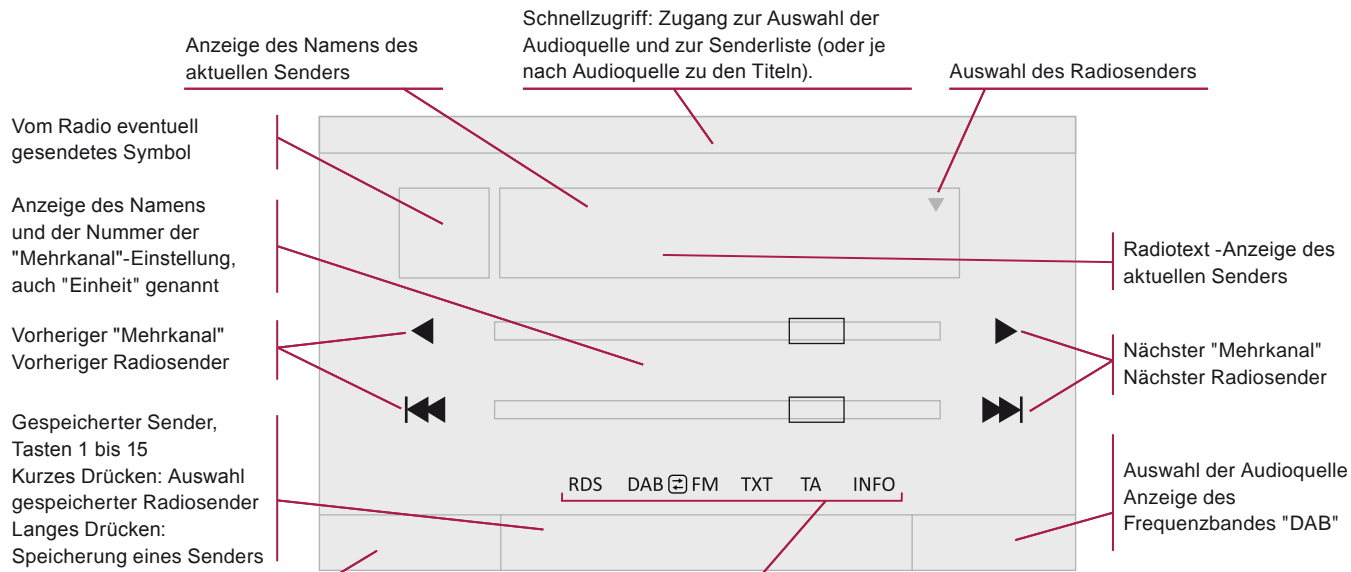 Schnellzugriff: Zugang zur Auswahl der
Audioquelle und zur Senderliste (oder je
nach Audioquelle zu den Titeln).
Anzeige des Namens des
aktuellen Senders
Auswahl des Radiosenders
Vom Radio eventuell
gesendetes Symbol
Anzeige des Namens
und der Nummer der
"Mehrkanal"-Einstellung,
auch "Einheit" genannt
Radiotext -Anzeige des
aktuellen Senders
Vorheriger "Mehrkanal"
Vorheriger Radiosender
Nächster "Mehrkanal"
Nächster Radiosender
Gespeicherter Sender,
Tasten 1 bis 15
Kurzes Drücken: Auswahl
gespeicherter Radiosender
Langes Drücken:
Speicherung eines Senders
RDS DAB FM TXT TA INFO
Auswahl der Audioquelle
Anzeige des
Frequenzbandes "DAB"